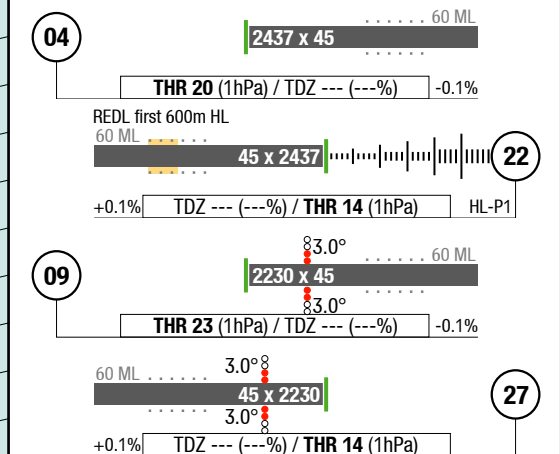 60 ML
04
2437 x 45
THR 20 (1hPa) / TDZ --- (---%) -0.1%
REDL first 600m HL
60 ML
45 x 2437
22
+0.1% TDZ --- (---%) / THR 14 (1hPa) HL-P1
3.0° 60 ML
09
2230 x 45
3.0°
THR 23 (1hPa) / TDZ --- (---%) -0.1%
60 ML 3.0°
45 x 2230
27
3.0°
+0.1% TDZ --- (---%) / THR 14 (1hPa)